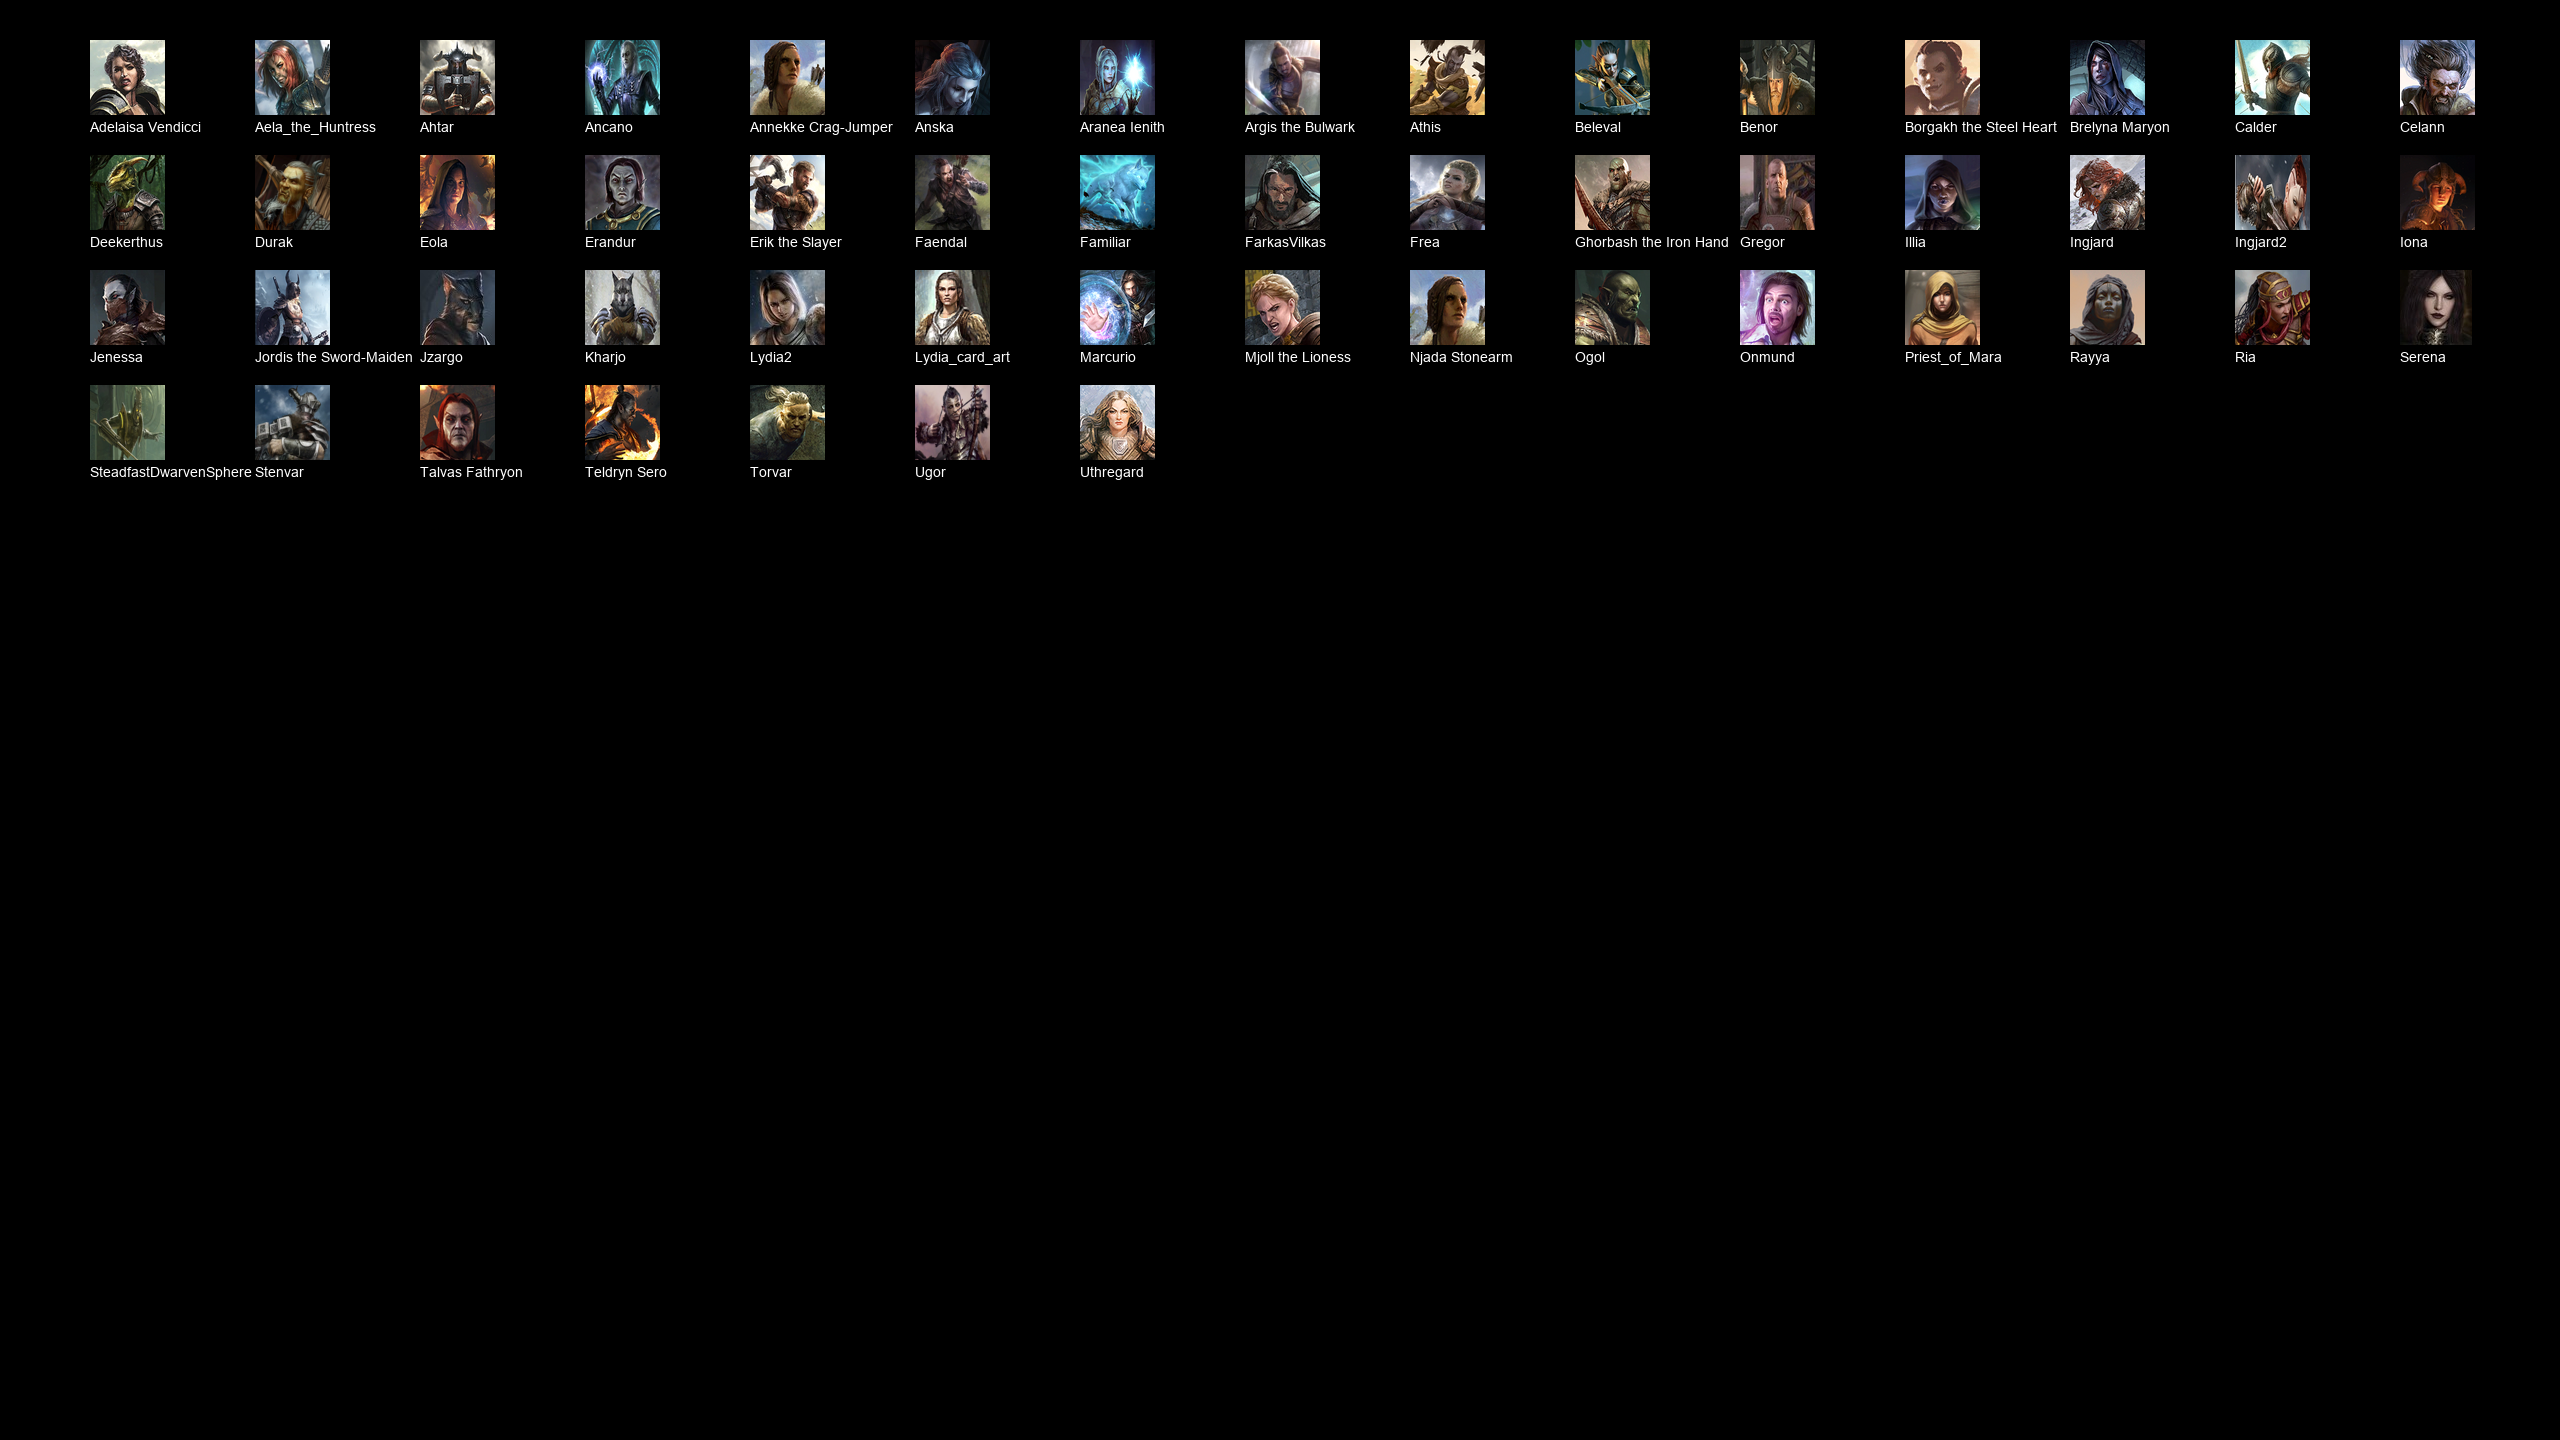 Adelaisa Vendicci Aela_the_Huntress Ahtar Ancano Annekke Crag-Jumper Anska Aranea Ienith Argis the Bulwark Athis Beleval Benor Borgakh the Steel Heart Brelyna Maryon Calder Celann
Deekerthus Durak Eola Erandur Erik the Slayer Faendal Familiar FarkasVilkas Frea Ghorbash the Iron Hand Gregor Illia Ingjard Ingjard2 Iona
Jenessa Jordis the Sword-Maiden Jzargo Kharjo Lydia2 Lydia_card_art Marcurio Mjoll the Lioness Njada Stonearm Ogol Onmund Priest_of_Mara Rayya Ria Serena
SteadfastDwarvenSphere Stenvar Talvas Fathryon Teldryn Sero Torvar Ugor Uthregard